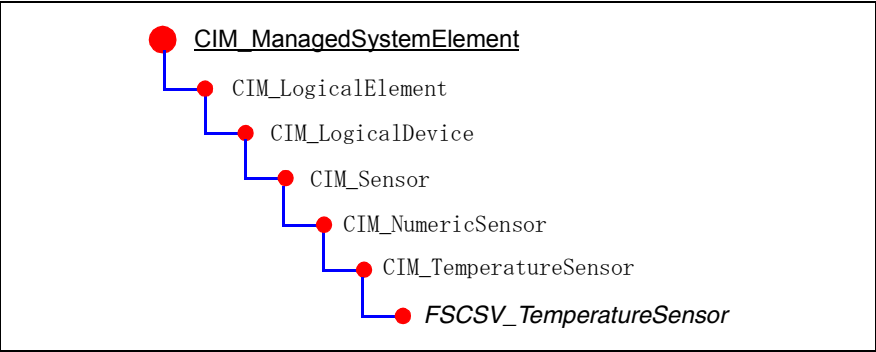 CIM_ManagedSystemElement
CIM_LogicalElement
CIM_LogicalDevice
CIM_Sensor
CIM_NumericSensor
CIM_TemperatureSensor
FSCSV_TemperatureSensor